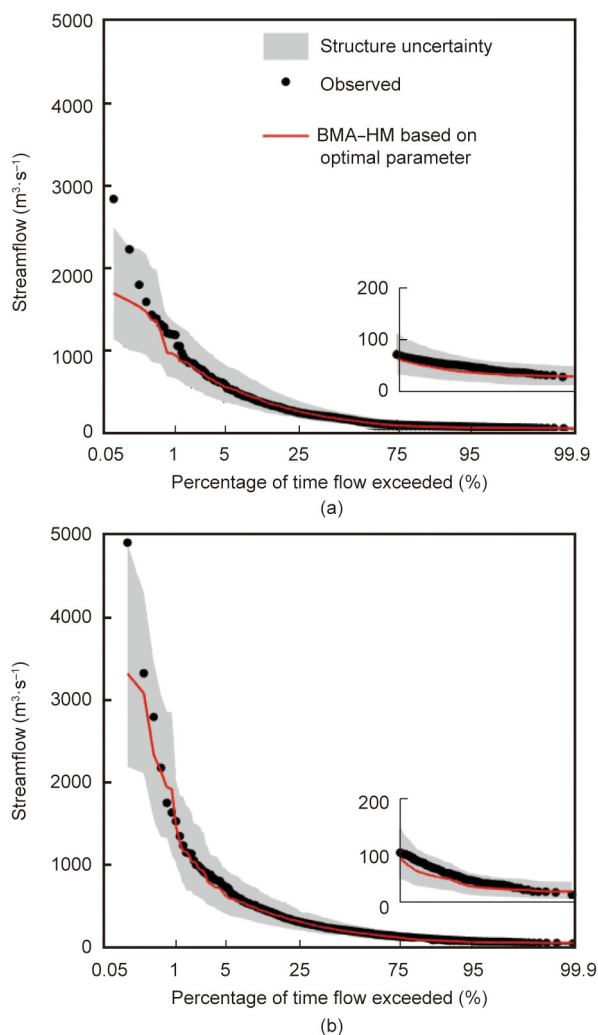 5000
4000
3000
2000
1000
0
Streamflow (m³·s⁻¹)
Structure uncertainty
Observed
BMA–HM based on
optimal parameter
200
100
0
0.05 1 5 25 75 95 99.9
Percentage of time flow exceeded (%)
(a)
5000
4000
3000
2000
1000
0
Streamflow (m³·s⁻¹)
200
100
0
0.05 1 5 25 75 95 99.9
Percentage of time flow exceeded (%)
(b)